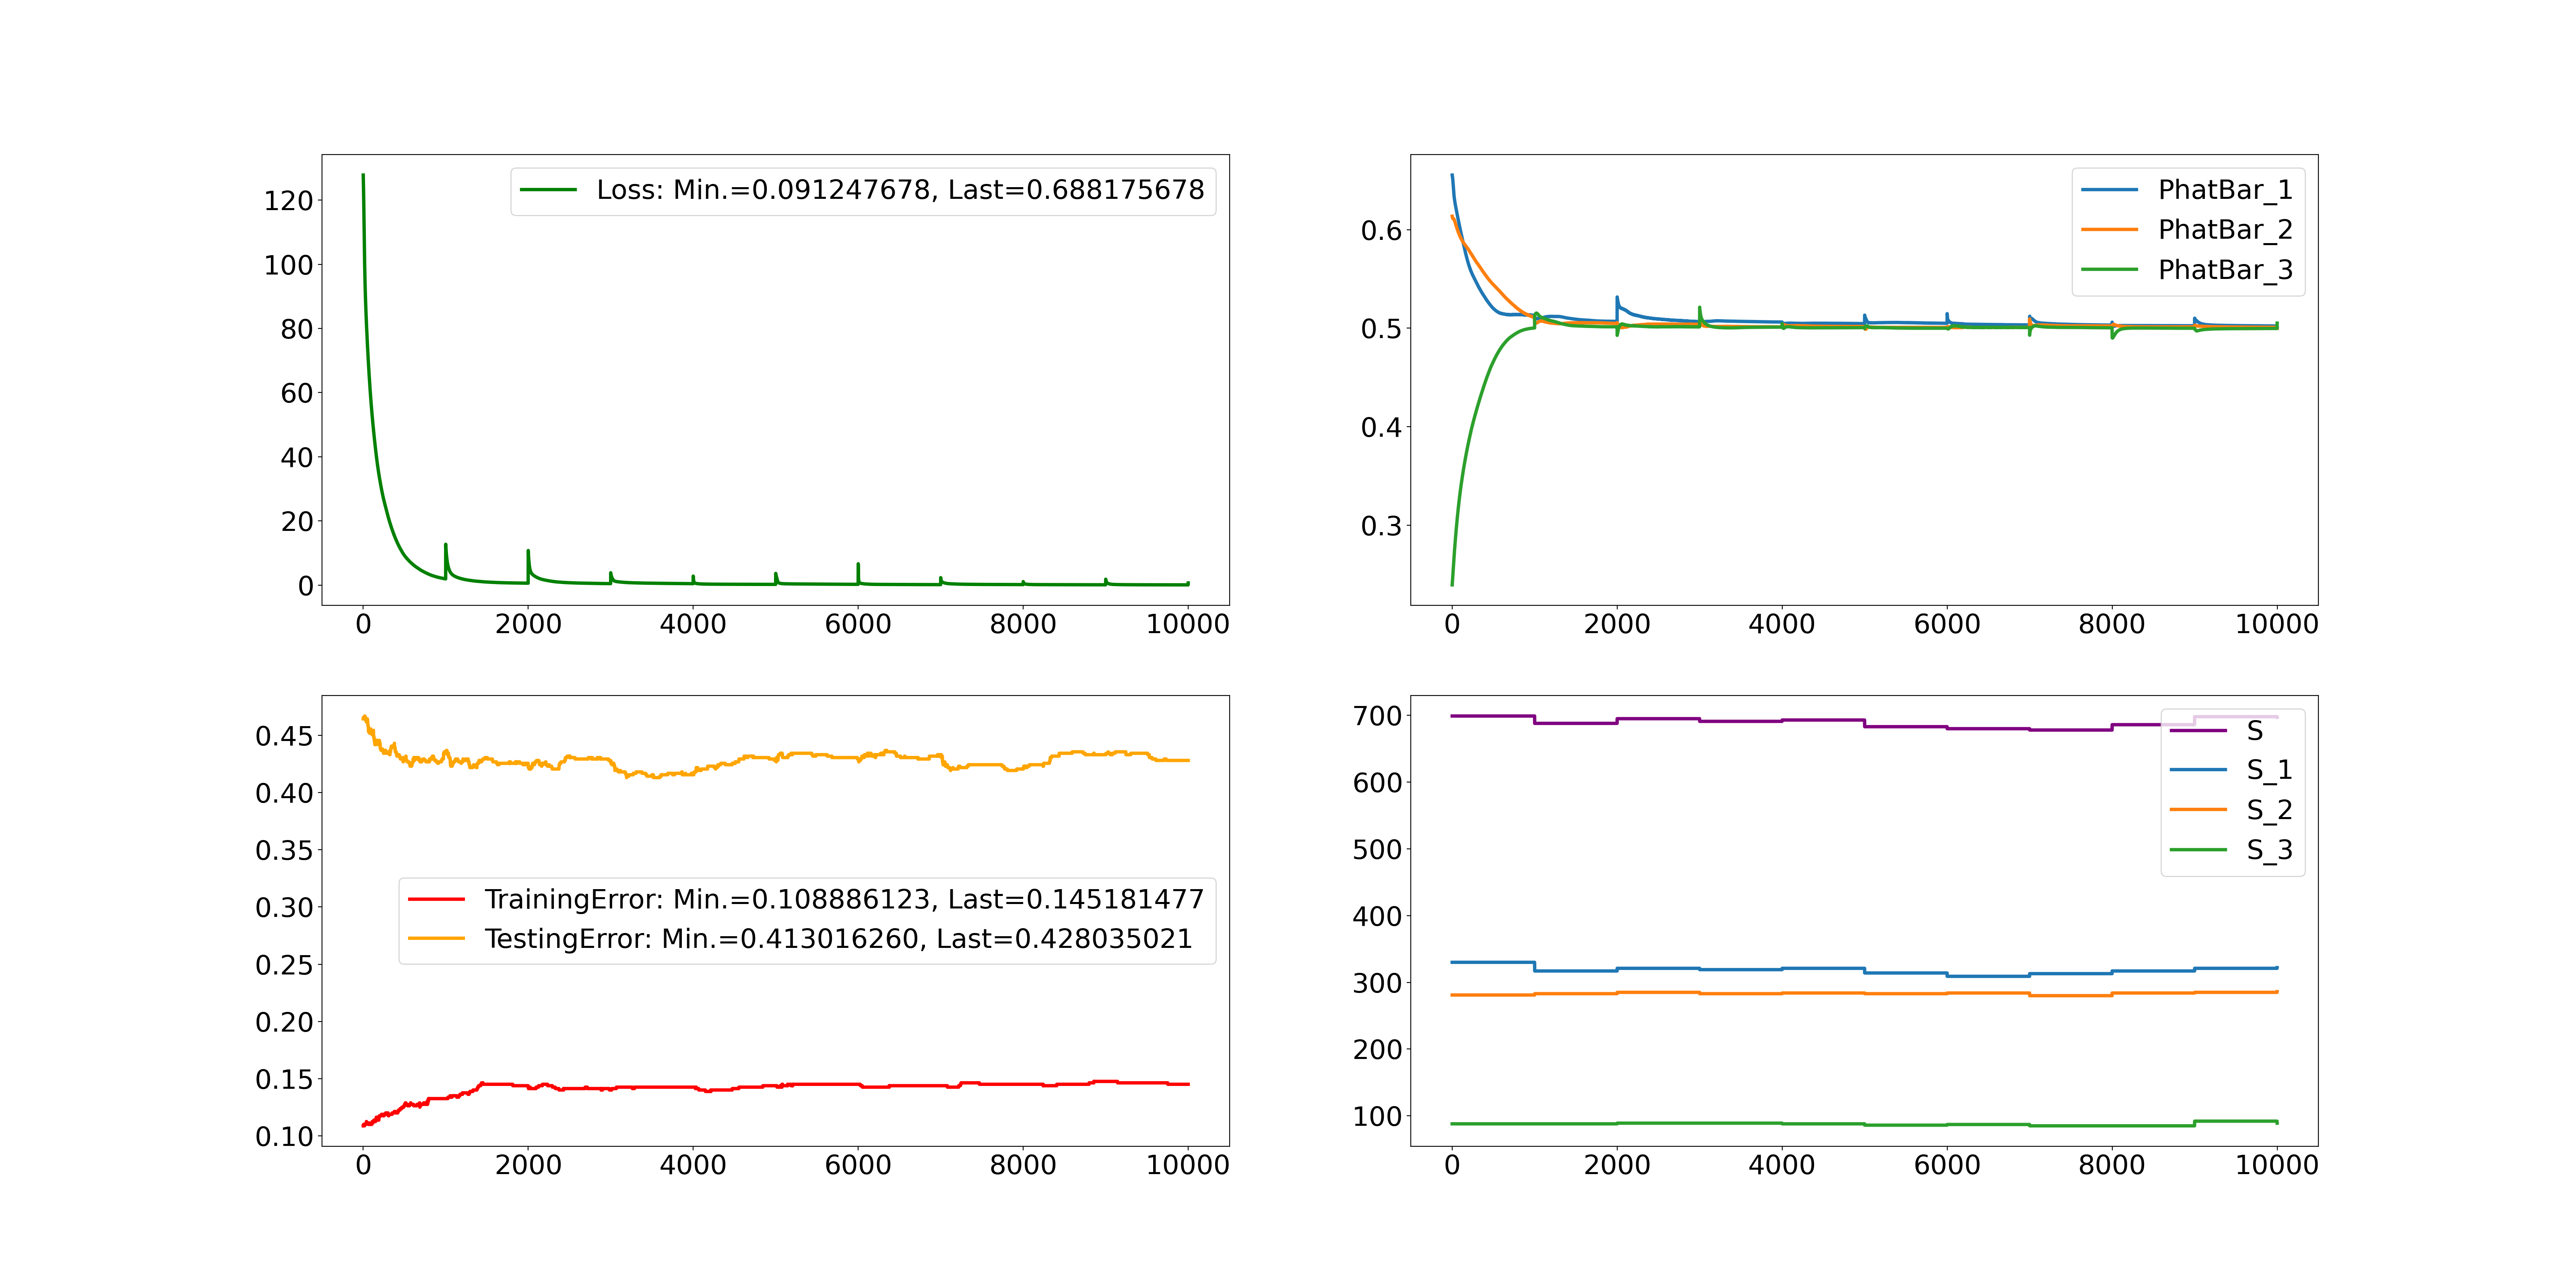 Loss: Min.=0.091247678, Last=0.688175678
120
100
80
60
40
20
0
0 2000 4000 6000 8000 10000
PhatBar_1
PhatBar_2
PhatBar_3
0.6
0.5
0.4
0.3
0 2000 4000 6000 8000 10000
0.45
0.40
0.35
0.30
0.25
0.20
0.15
0.10
TrainingError: Min.=0.108886123, Last=0.145181477
TestingError: Min.=0.413016260, Last=0.428035021
0 2000 4000 6000 8000 10000
700
600
500
400
300
200
100
S
S_1
S_2
S_3
0 2000 4000 6000 8000 10000